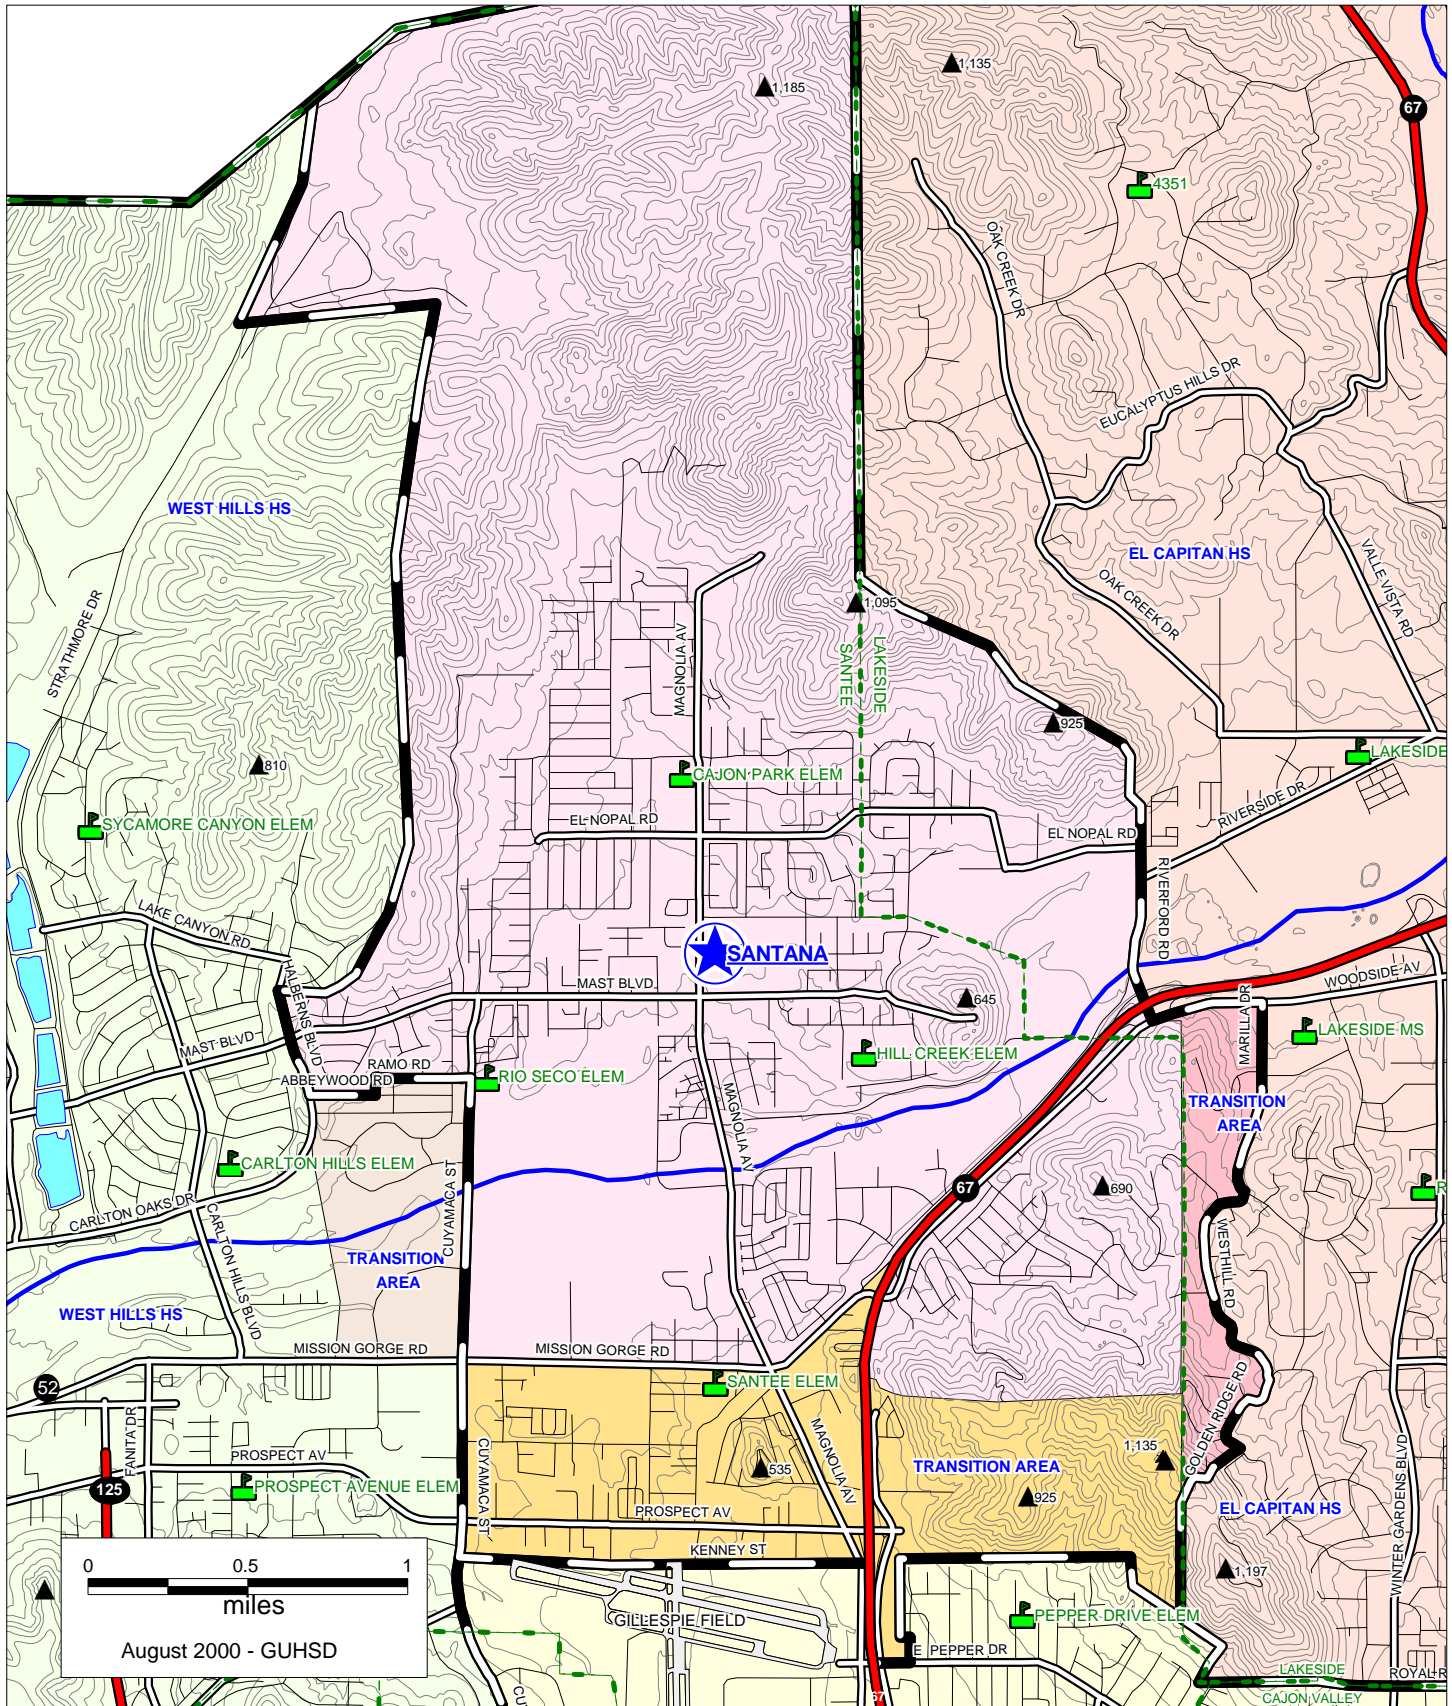 1,135
1,185
67
4351
OAK CREEK DR
EUCALYPTUS HILLS DR
WEST HILLS HS
EL CAPITAN HS
VALLE VISTA RD
OAK CREEK DR
STRATHMORE DR
1,095
MAGNOLIA AV
SANTEE
LAKESIDE
925
LAKESIDE
810
CAJON PARK ELEM
RIVERSIDE DR
SYCAMORE CANYON ELEM
EL NOPAL RD
EL NOPAL RD
RIVERFORD RD
LAKE CANYON RD
SANTANA
WOODSIDE AV
MAST BLVD
645
HALBERNS BLVD
MARILLA DR
LAKESIDE MS
MAST BLVD
HILL CREEK ELEM
RAMO RD
ABBEYWOOD RD
RIO SECO ELEM
TRANSITION
AREA
MAGNOLIA AV
CARLTON HILLS ELEM
67
690
R
CUYAMACA ST
CARLTON OAKS DR
CARLTON HILLS BLVD
WESTHILL RD
TRANSITION
AREA
WEST HILLS HS
MISSION GORGE RD
MISSION GORGE RD
52
SANTEE ELEM
GOLDEN RIDGE RD
FANITA DR
MAGNOLIA AV
1,135
PROSPECT AV
CUYAMACA ST
535
TRANSITION AREA
WINTER GARDENS BLVD
125
PROSPECT AVENUE ELEM
925
EL CAPITAN HS
PROSPECT AV
KENNEY ST
0 0.5 1
miles
1,197
August 2000 - GUHSD
GILLESPIE FIELD
PEPPER DRIVE ELEM
E PEPPER DR
LAKESIDE
ROYAL R
CU
67
CAJON VALLEY